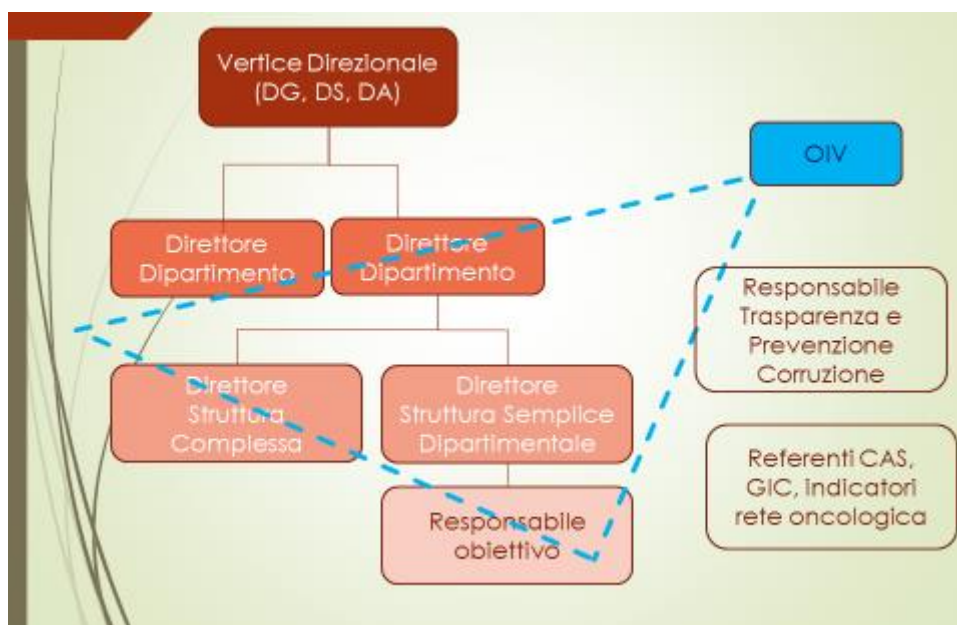 Vertice Direzionale
(DG, DS, DA)
OIV
Direttore
Dipartimento
Direttore
Dipartimento
Responsabile
Trasparenza e
Prevenzione
Corruzione
Direttore
Struttura
Complessa
Direttore
Struttura Semplice
Dipartimentale
Referenti CAS,
GIC, indicatori
rete oncologica
Responsabile
obiettivo